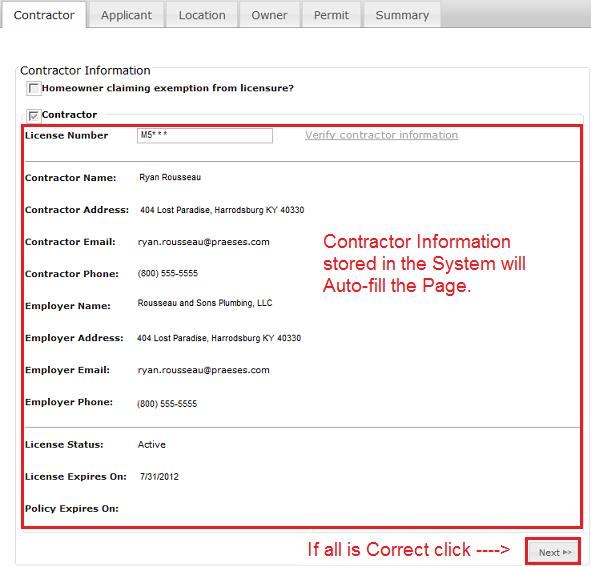 Contractor Applicant Location Owner Permit Summary
Contractor Information
Homeowner claiming exemption from licensure?
Contractor
License Number M5*** Verify contractor information
Contractor Name: Ryan Rousseau
Contractor Address: 404 Lost Paradise, Harrodsburg KY 40330
Contractor Email: ryan.rousseau@praeses.com
Contractor Phone: (800) 555-5555
Contractor Information
stored in the System will
Auto-fill the Page.
Employer Name: Rousseau and Sons Plumbing, LLC
Employer Address: 404 Lost Paradise, Harrodsburg KY 40330
Employer Email: ryan.rousseau@praeses.com
Employer Phone: (800) 555-5555
License Status: Active
License Expires On: 7/31/2012
Policy Expires On:
If all is Correct click ----> Next